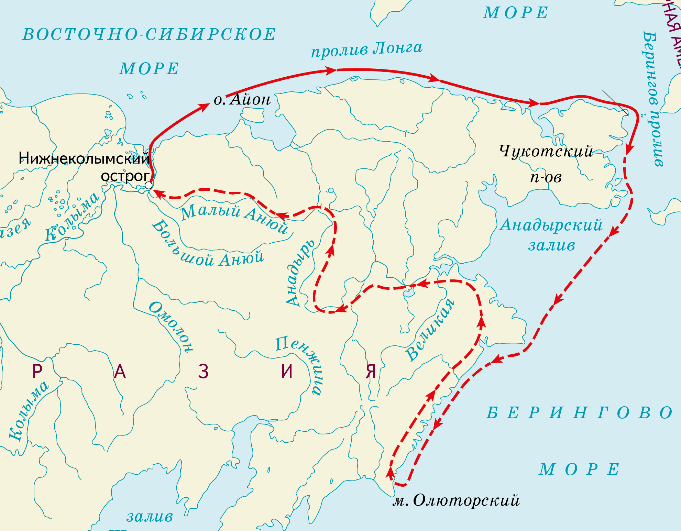 МОРЕ
ВОСТОЧНО-СИБИРСКОЕ
МОРЕ
пролив Лонга
Берингов пролив
о. Айон
Нижнеколымский
острог
Чукотский
п-ов
Колыма
Малый Анюй
Большой Анюй
Анадырь
Анадырский
залив
Омолон
Пенжина
Великая
РАЗИЯ
Колыма
БЕРИНГОВО
МОРЕ
м. Олюторский
залив